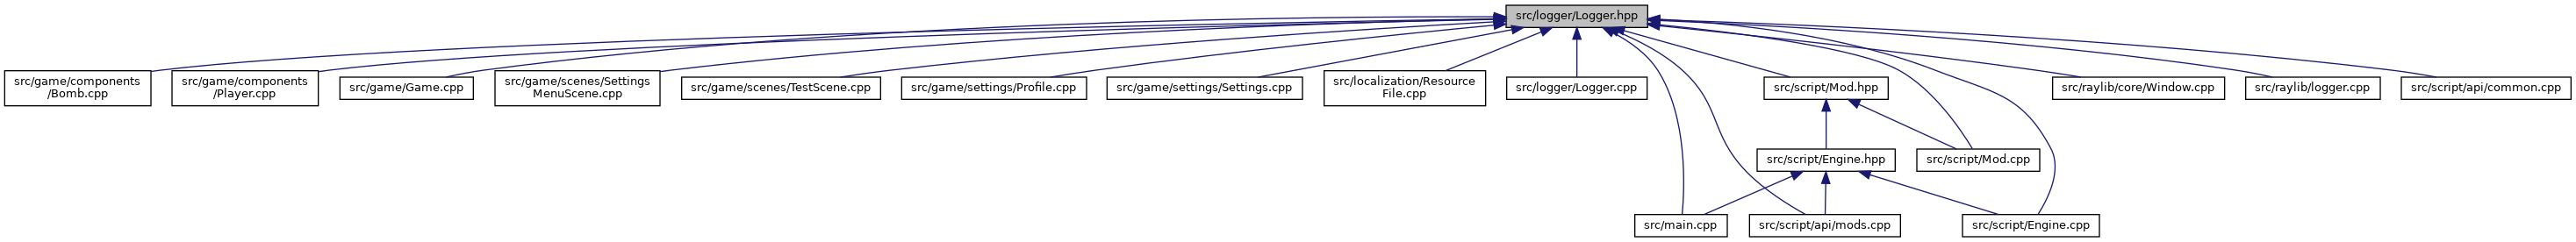 src/logger/Logger.hpp
src/game/components
/Bomb.cpp
src/game/components
/Player.cpp
src/game/Game.cpp
src/game/scenes/Settings
MenuScene.cpp
src/game/scenes/TestScene.cpp
src/game/settings/Profile.cpp
src/game/settings/Settings.cpp
src/localization/Resource
File.cpp
src/logger/Logger.cpp
src/script/Mod.hpp
src/raylib/core/Window.cpp
src/raylib/logger.cpp
src/script/api/common.cpp
src/script/Engine.hpp
src/script/Mod.cpp
src/main.cpp
src/script/api/mods.cpp
src/script/Engine.cpp